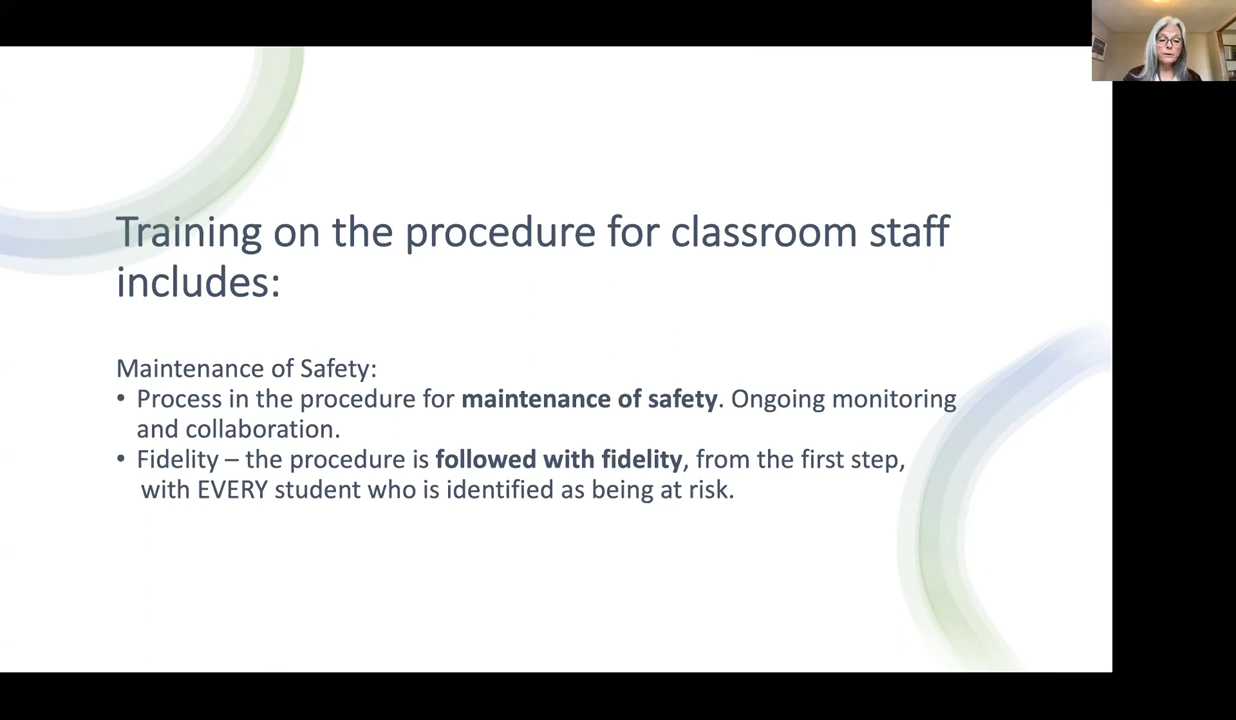 Training on the procedure for classroom staff
includes:
Maintenance of Safety:
• Process in the procedure for maintenance of safety. Ongoing monitoring
and collaboration.
• Fidelity – the procedure is followed with fidelity, from the first step,
with EVERY student who is identified as being at risk.